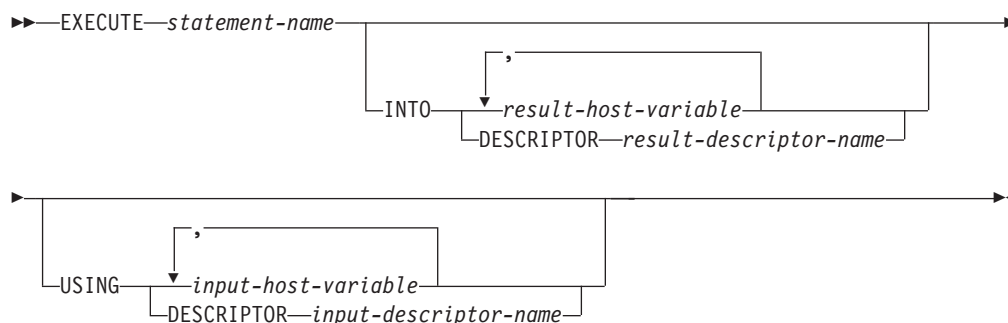 EXECUTE statement-name
,
INTO result-host-variable
DESCRIPTOR result-descriptor-name
,
USING input-host-variable
DESCRIPTOR input-descriptor-name